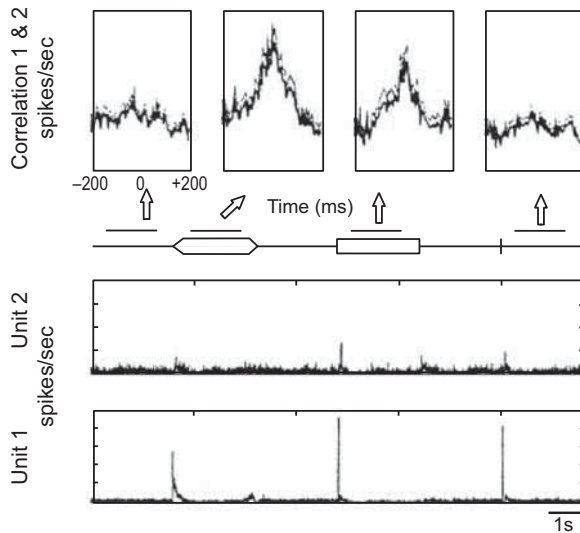 Correlation 1 & 2
spikes/sec
–200 0 +200
Time (ms)
Unit 2
spikes/sec
Unit 1
1s